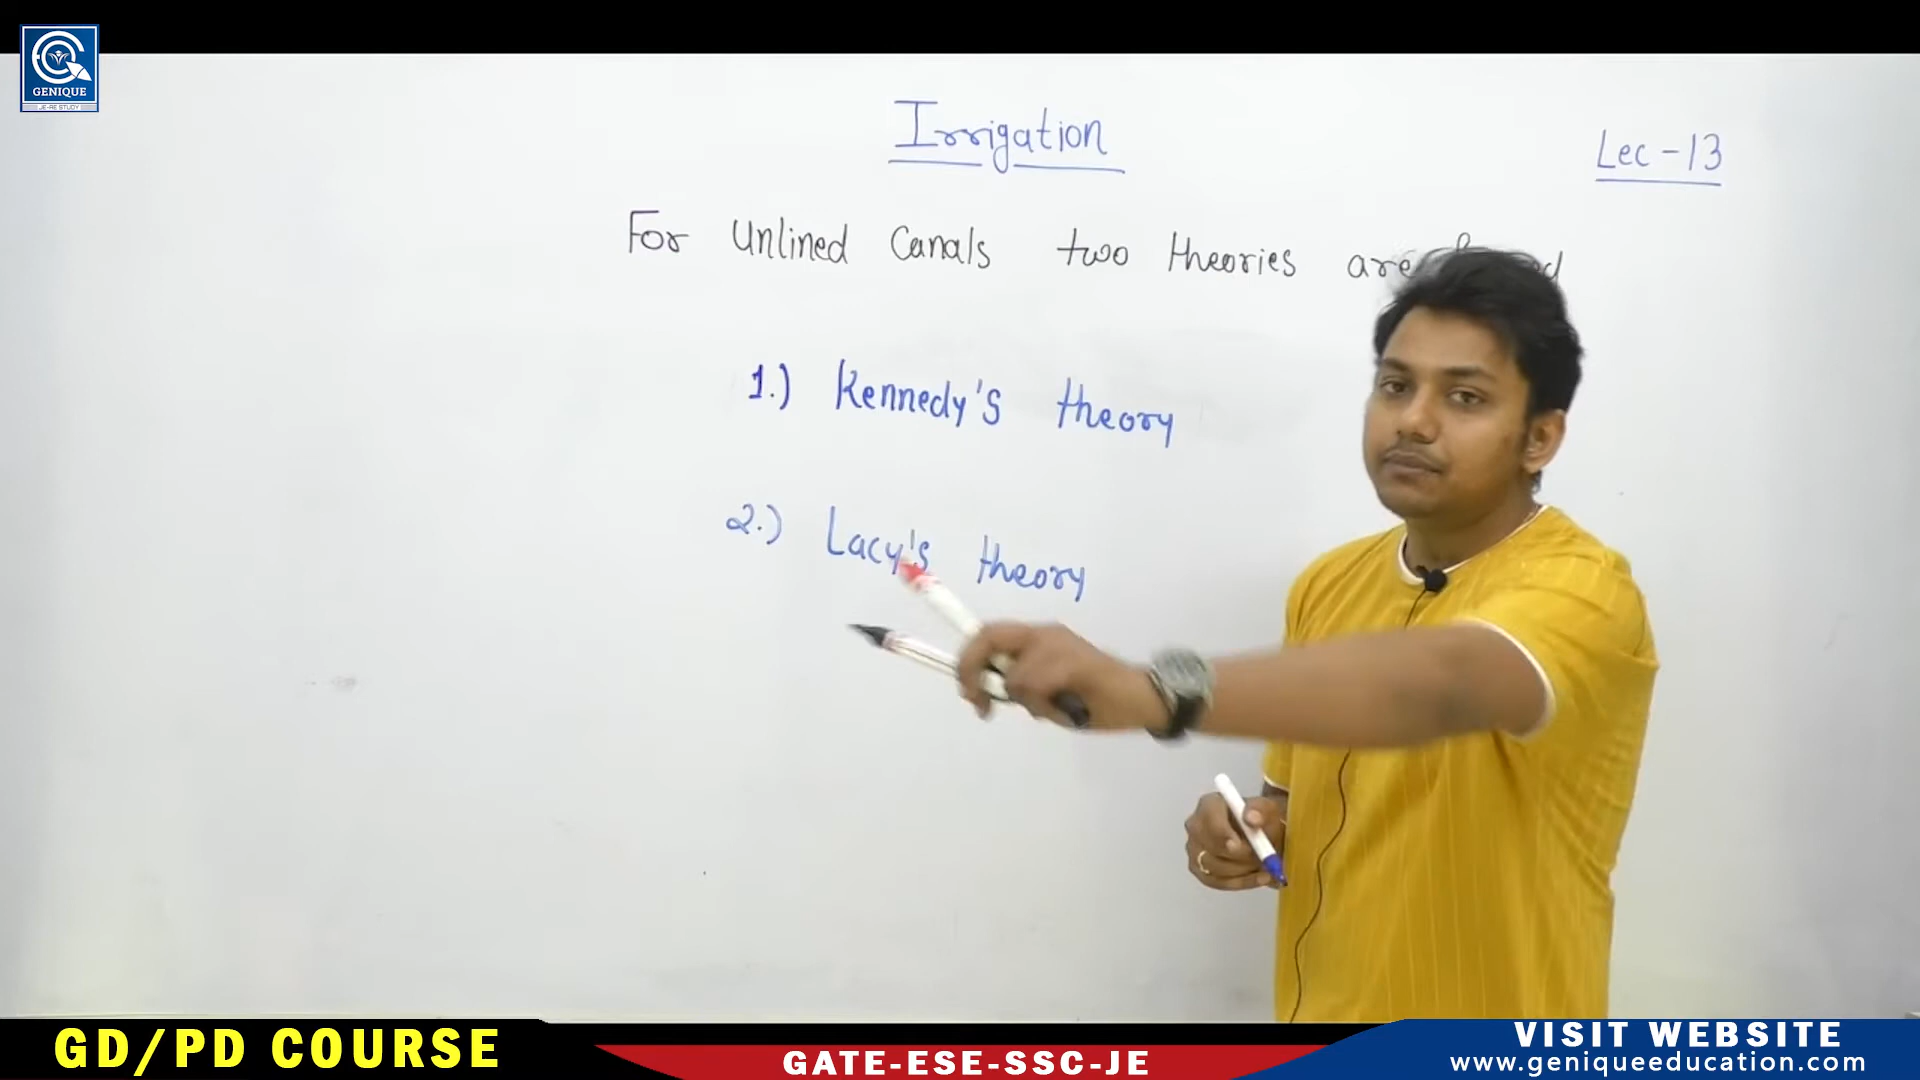 GENIQUE
JE-AE STUDY
Irrigation
Lec - 13
For Unlined Canals two theories are
1.) Kennedy's theory
2.) Lacy's theory
GD/PD COURSE
GATE-ESE-SSC-JE
VISIT WEBSITE
www.geniqueeducation.com